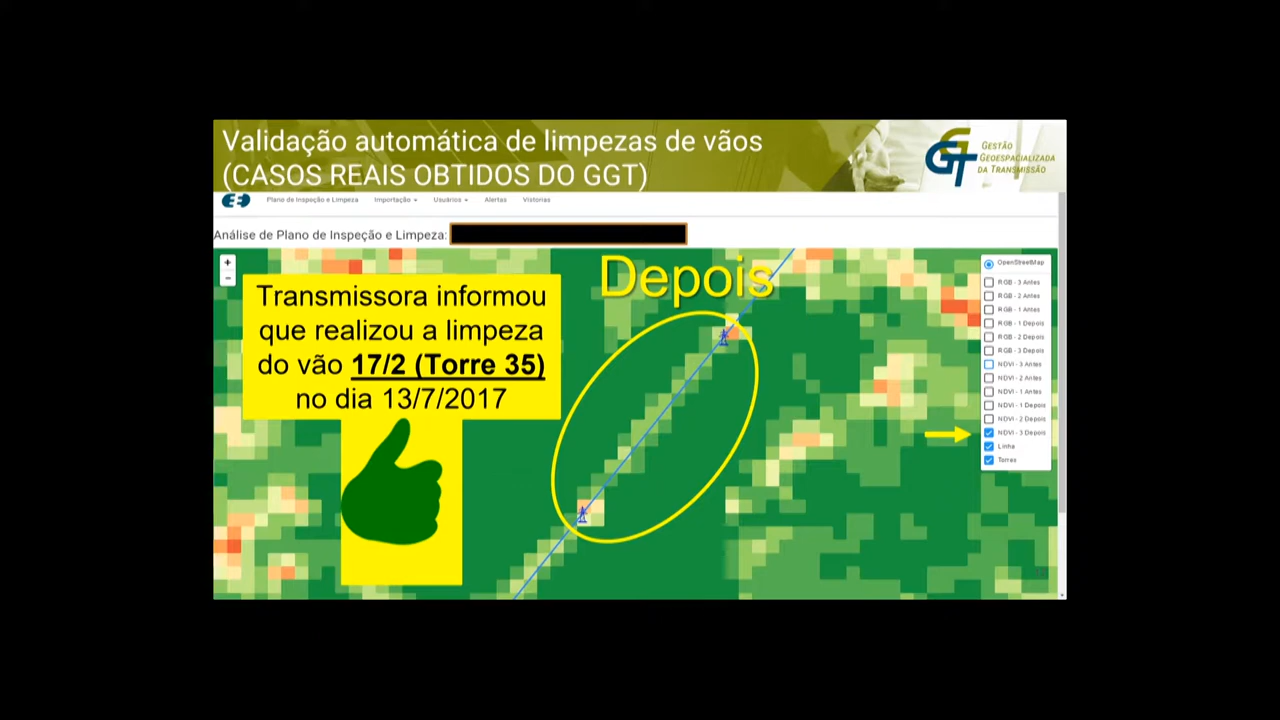 Validação automática de limpezas de vãos
(CASOS REAIS OBTIDOS DO GGT)
GGT
GESTÃO
GEOESPACIALIZADA
DA TRANSMISSÃO
Plano de Inspeção e Limpeza Importação Usuários Alertas Vistorias
Análise de Plano de Inspeção e Limpeza:
+
-
Depois
Transmissora informou
que realizou a limpeza
do vão 17/2 (Torre 35)
no dia 13/7/2017
OpenStreetMap
RGB - 3 Antes
RGB - 2 Antes
RGB - 1 Antes
RGB - 1 Depois
RGB - 2 Depois
RGB - 3 Depois
NDVI - 3 Antes
NDVI - 2 Antes
NDVI - 1 Antes
NDVI - 1 Depois
NDVI - 2 Depois
NDVI - 3 Depois
Linha
Torres